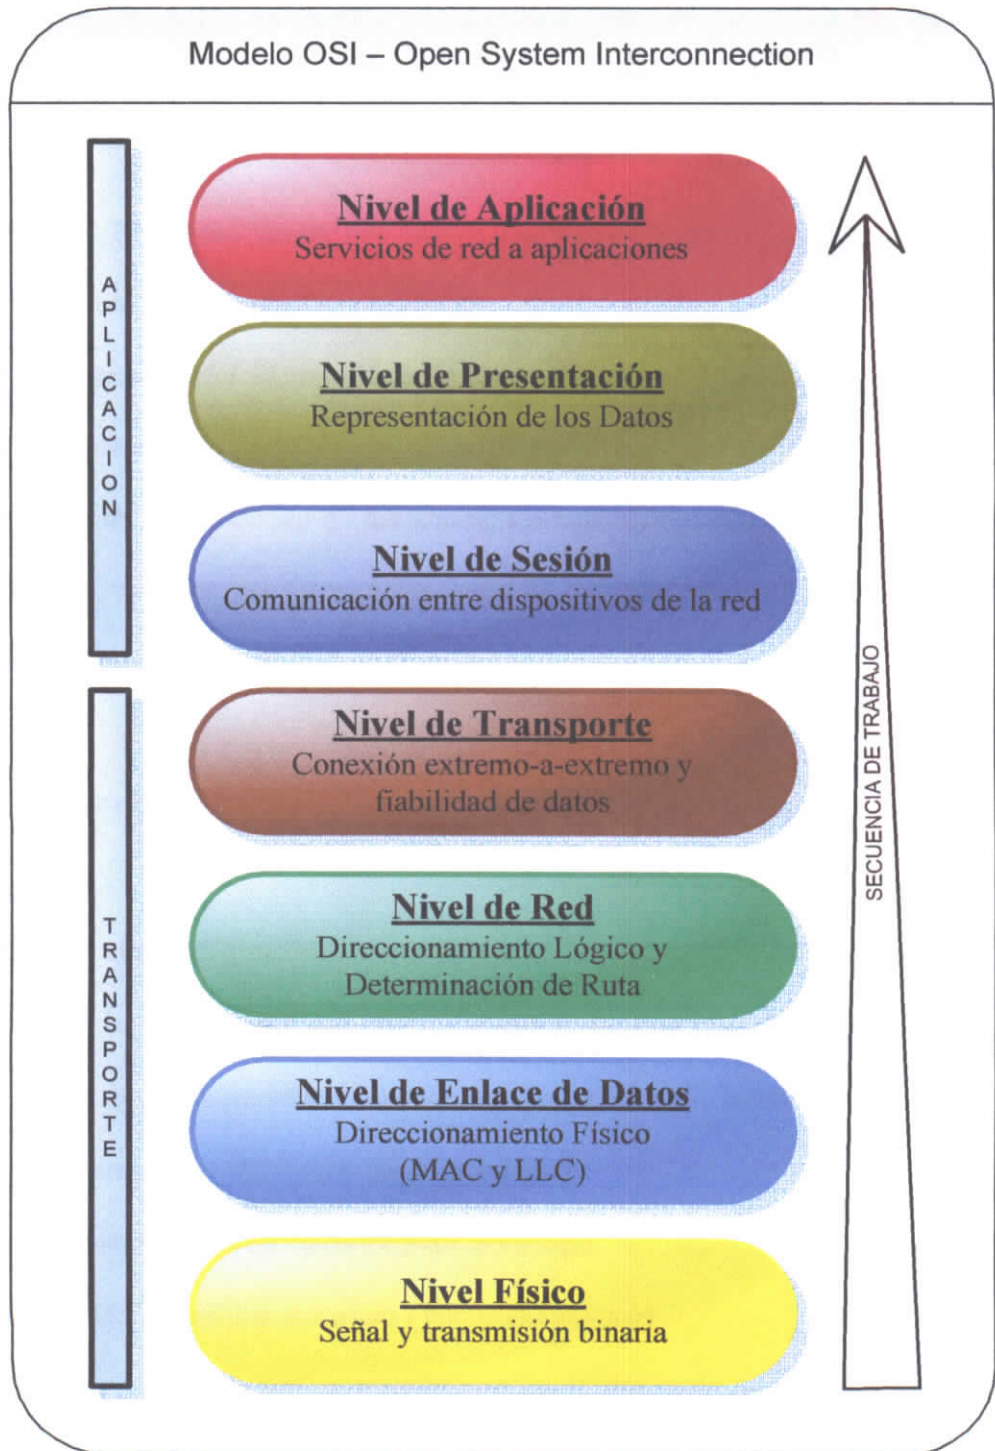 Modelo OSI – Open System Interconnection
APLICACION
Nivel de Aplicación
Servicios de red a aplicaciones
Nivel de Presentación
Representación de los Datos
Nivel de Sesión
Comunicación entre dispositivos de la red
TRANSPORTE
Nivel de Transporte
Conexión extremo-a-extremo y
fiabilidad de datos
Nivel de Red
Direccionamiento Lógico y
Determinación de Ruta
Nivel de Enlace de Datos
Direccionamiento Físico
(MAC y LLC)
Nivel Físico
Señal y transmisión binaria
SECUENCIA DE TRABAJO